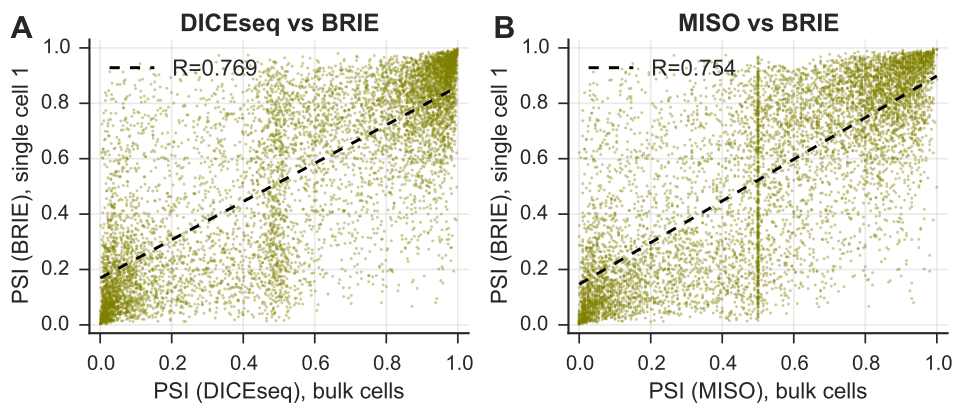 A
DICEseq vs BRIE
1.0
0.8
0.6
0.4
0.2
0.0
R=0.769
PSI (BRIE), single cell 1
0.0 0.2 0.4 0.6 0.8 1.0
PSI (DICEseq), bulk cells
B
MISO vs BRIE
1.0
0.8
0.6
0.4
0.2
0.0
R=0.754
PSI (BRIE), single cell 1
0.0 0.2 0.4 0.6 0.8 1.0
PSI (MISO), bulk cells